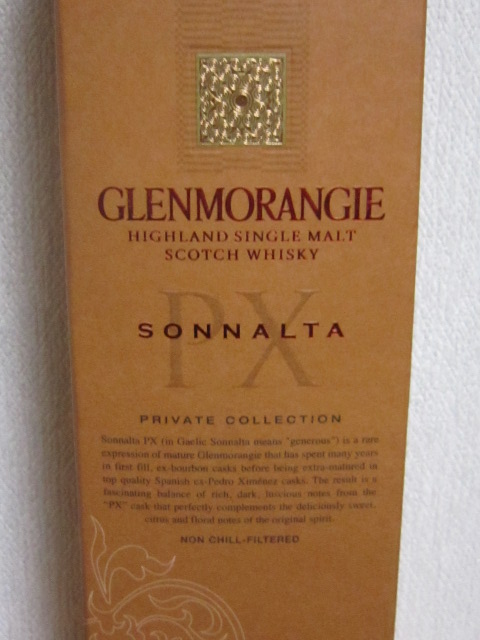 GLENMORANGIE
HIGHLAND SINGLE MALT
SCOTCH WHISKY
PX
SONNALTA
PRIVATE COLLECTION
Sonnalta PX (in Gaelic Sonnalta means "generous") is a rare
expression of mature Glenmorangie that has spent many years
in first fill, ex-bourbon casks before being extra-matured in
top quality Spanish ex-Pedro Ximénez casks. The result is a
fascinating balance of rich, dark, luscious notes from the
"PX" cask that perfectly complements the deliciously sweet,
citrus and floral notes of the original spirit.
NON CHILL-FILTERED